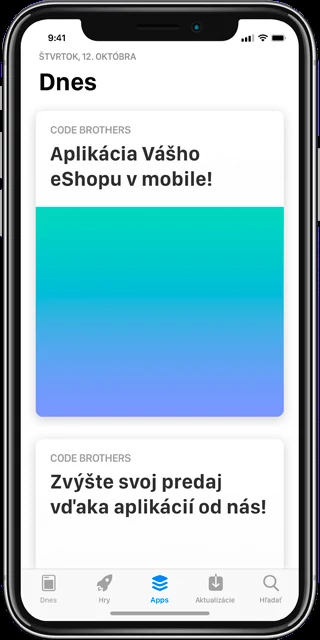 9:41
ŠTVRTOK, 12. OKTÓBRA
Dnes
CODE BROTHERS
Aplikácia Vášho
eShopu v mobile!
CODE BROTHERS
Zvýšte svoj predaj
vďaka aplikácií od nás!
Dnes
Hry
Apps
Aktualizácie
Hľadať